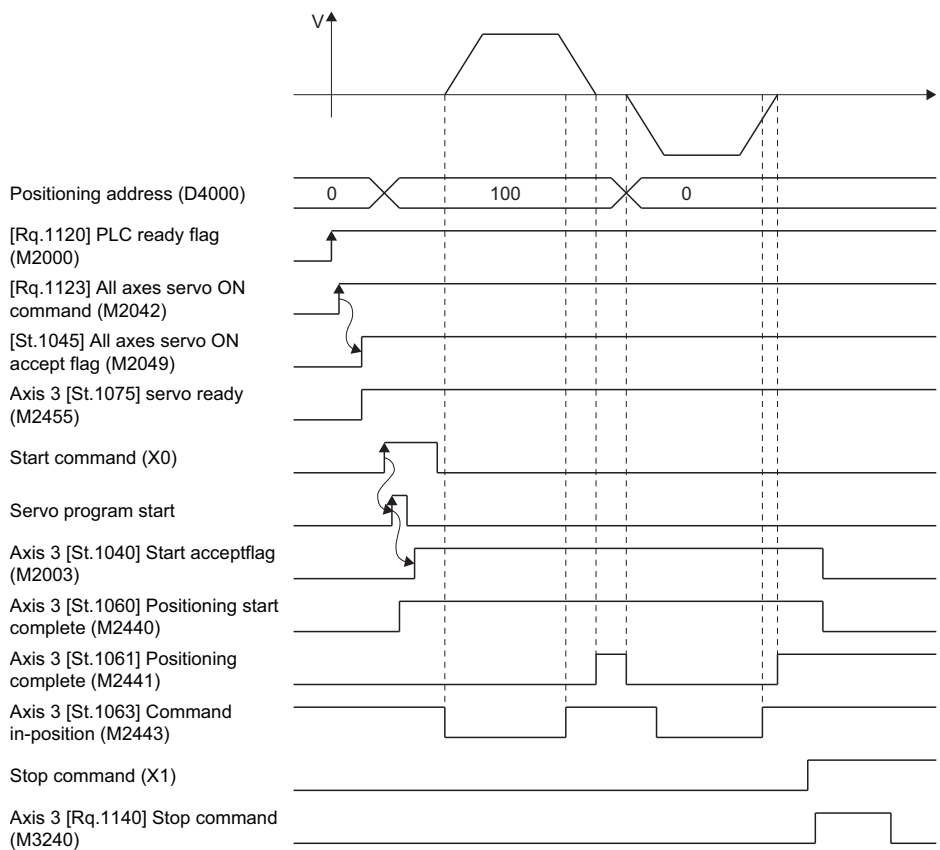 V
Positioning address (D4000)
0
100
0
[Rq.1120] PLC ready flag
(M2000)
[Rq.1123] All axes servo ON
command (M2042)
[St.1045] All axes servo ON
accept flag (M2049)
Axis 3 [St.1075] servo ready
(M2455)
Start command (X0)
Servo program start
Axis 3 [St.1040] Start acceptflag
(M2003)
Axis 3 [St.1060] Positioning start
complete (M2440)
Axis 3 [St.1061] Positioning
complete (M2441)
Axis 3 [St.1063] Command
in-position (M2443)
Stop command (X1)
Axis 3 [Rq.1140] Stop command
(M3240)